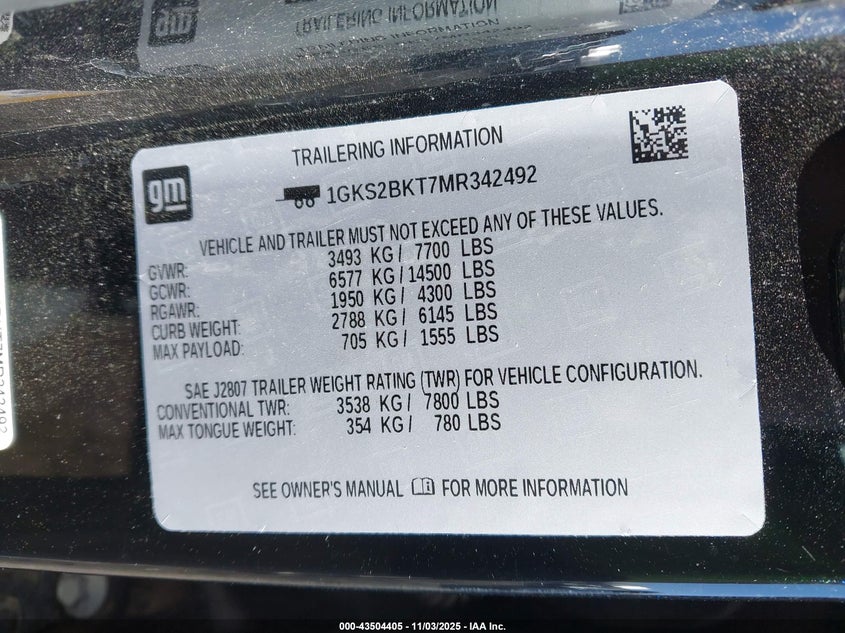 TRAILERING INFORMATION
TRAILERING INFORMATION
gm
1GKS2BKT7MR342492
VEHICLE AND TRAILER MUST NOT EXCEED ANY OF THESE VALUES.
GVWR: 3493 KG/ 7700 LBS
GCWR: 6577 KG/14500 LBS
RGAWR: 1950 KG/ 4300 LBS
CURB WEIGHT: 2788 KG/ 6145 LBS
MAX PAYLOAD: 705 KG/ 1555 LBS
SAE J2807 TRAILER WEIGHT RATING (TWR) FOR VEHICLE CONFIGURATION.
CONVENTIONAL TWR: 3538 KG/ 7800 LBS
MAX TONGUE WEIGHT: 354 KG/ 780 LBS
SEE OWNER'S MANUAL FOR MORE INFORMATION
000-43504405 - 11/03/2025 - IAA Inc.